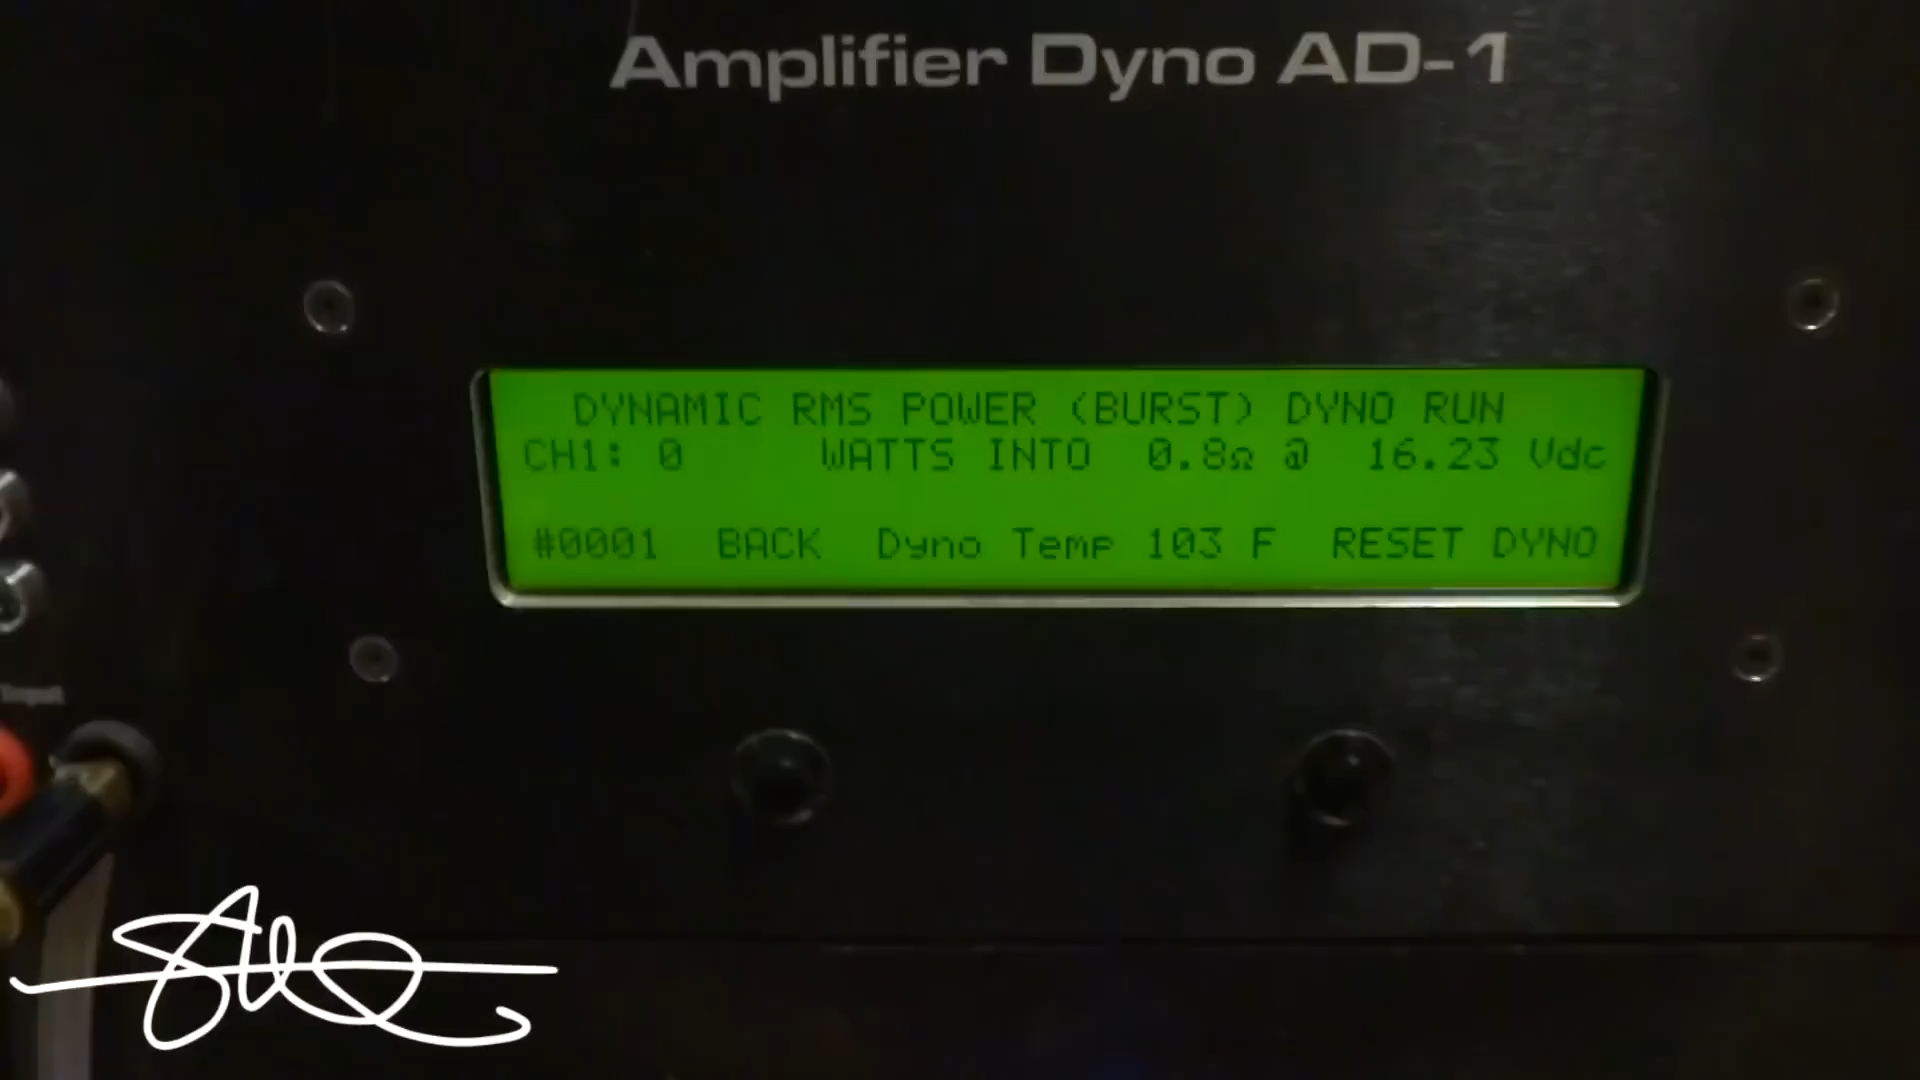 Amplifier Dyno AD-1
DYNAMIC RMS POWER (BURST) DYNO RUN
CH1: 0 WATTS INTO 0.8Ω @ 16.23 Vdc
#0001 BACK Dyno Temp 103 F RESET DYNO